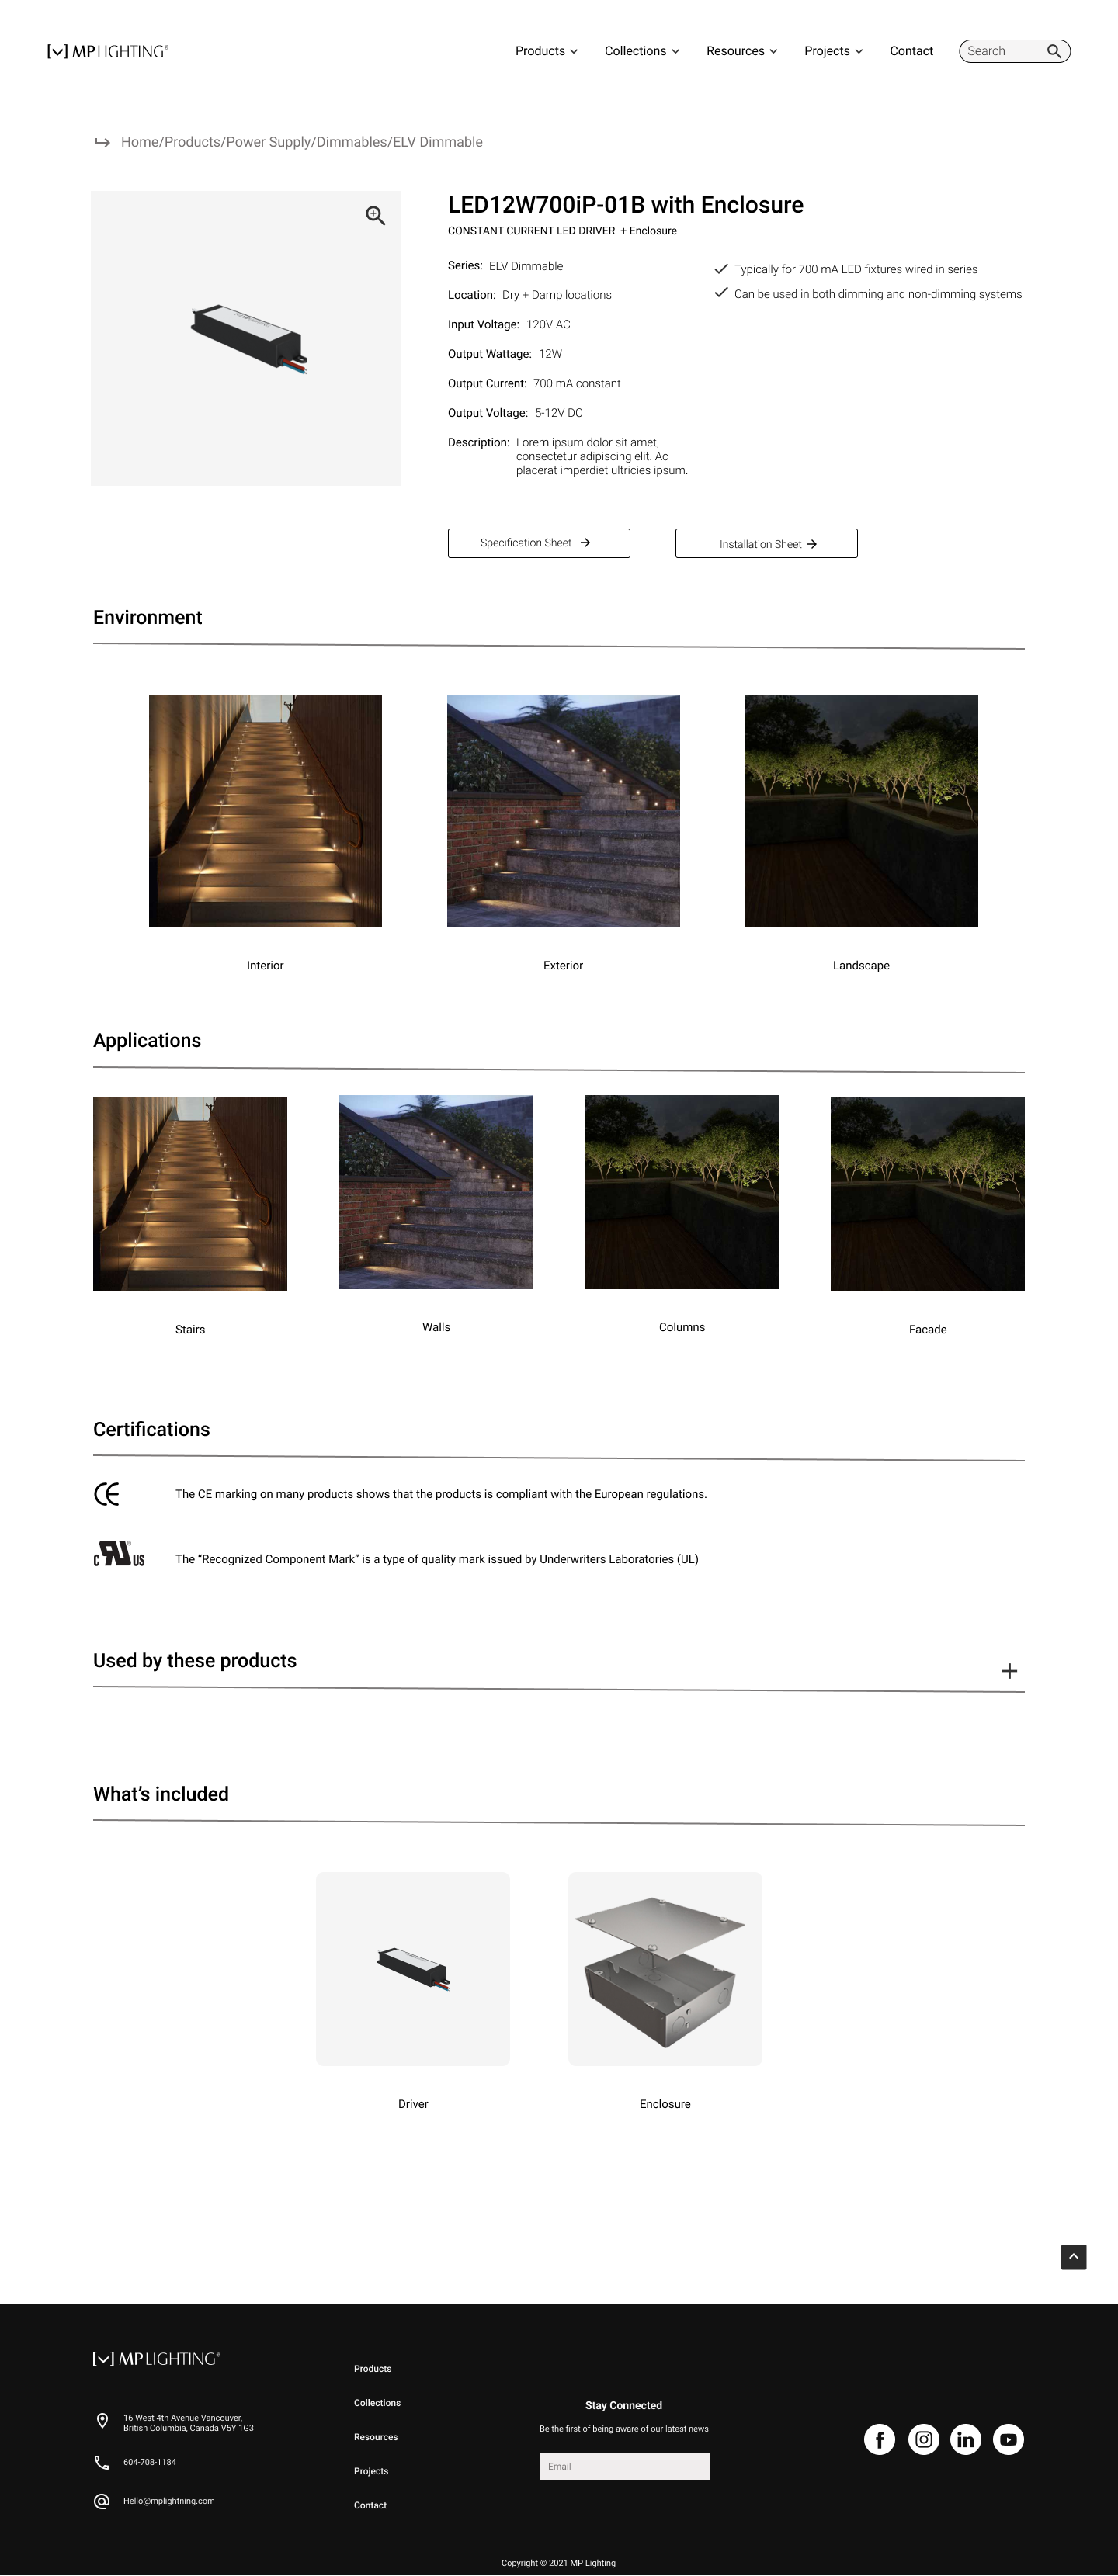 MP LIGHTING®
Products
Collections
Resources
Projects
Contact
Search
Home/Products/Power Supply/Dimmables/ELV Dimmable
LED12W700iP-01B with Enclosure
CONSTANT CURRENT LED DRIVER + Enclosure
Series: ELV Dimmable
Location: Dry + Damp locations
Input Voltage: 120V AC
Output Wattage: 12W
Output Current: 700 mA constant
Output Voltage: 5-12V DC
Description: Lorem ipsum dolor sit amet,
consectetur adipiscing elit. Ac
placerat imperdiet ultricies ipsum.
Typically for 700 mA LED fixtures wired in series
Can be used in both dimming and non-dimming systems
Specification Sheet
Installation Sheet
Environment
Interior
Exterior
Landscape
Applications
Stairs
Walls
Columns
Facade
Certifications
CE
The CE marking on many products shows that the products is compliant with the European regulations.
c RU US ®
The “Recognized Component Mark” is a type of quality mark issued by Underwriters Laboratories (UL)
Used by these products
What’s included
Driver
Enclosure
MP LIGHTING®
16 West 4th Avenue Vancouver,
British Columbia, Canada V5Y 1G3
604-708-1184
Hello@mplightning.com
Products
Collections
Resources
Projects
Contact
Stay Connected
Be the first of being aware of our latest news
Email
Copyright © 2021 MP Lighting